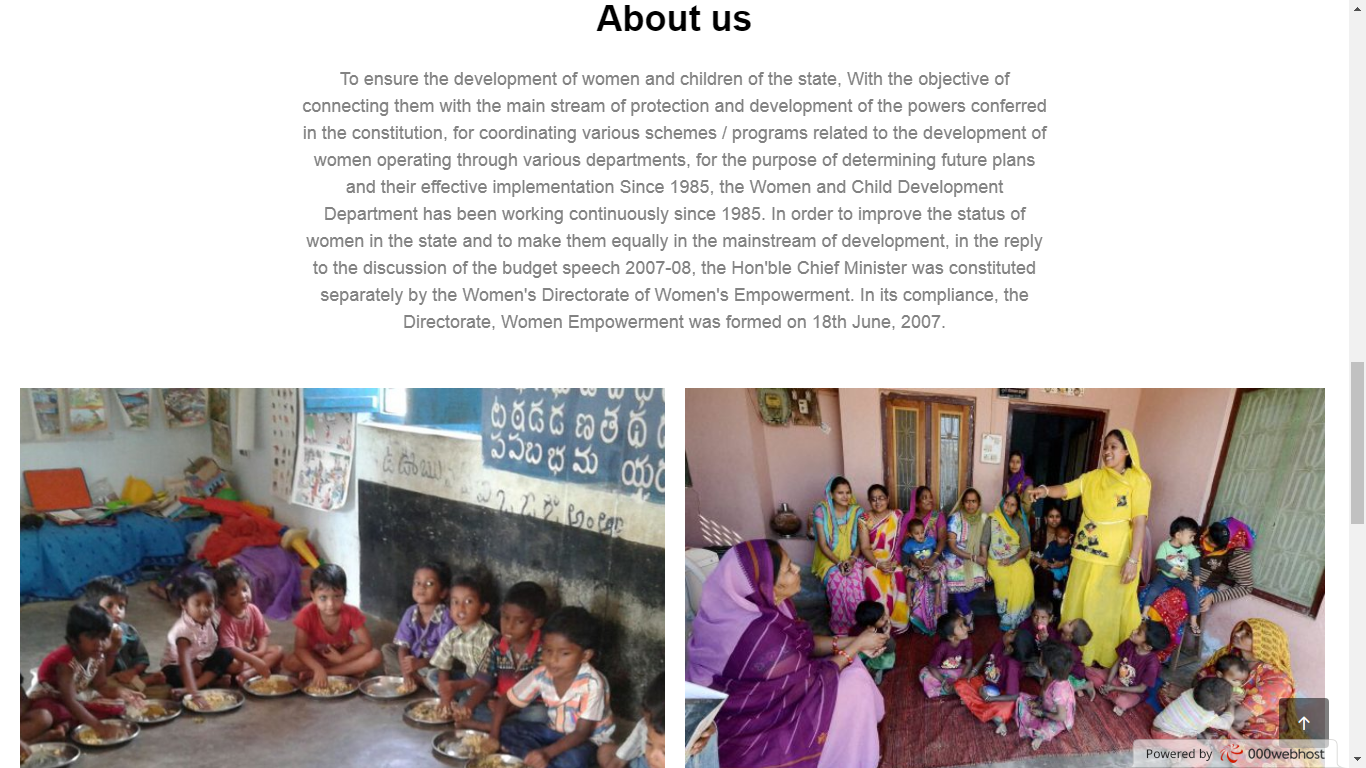 About us
To ensure the development of women and children of the state, With the objective of
connecting them with the main stream of protection and development of the powers conferred
in the constitution, for coordinating various schemes / programs related to the development of
women operating through various departments, for the purpose of determining future plans
and their effective implementation Since 1985, the Women and Child Development
Department has been working continuously since 1985. In order to improve the status of
women in the state and to make them equally in the mainstream of development, in the reply
to the discussion of the budget speech 2007-08, the Hon'ble Chief Minister was constituted
separately by the Women's Directorate of Women's Empowerment. In its compliance, the
Directorate, Women Empowerment was formed on 18th June, 2007.
ట ఠ డ డ ణ త థ
ప ఫ బ భ మ
Powered by 000webhost